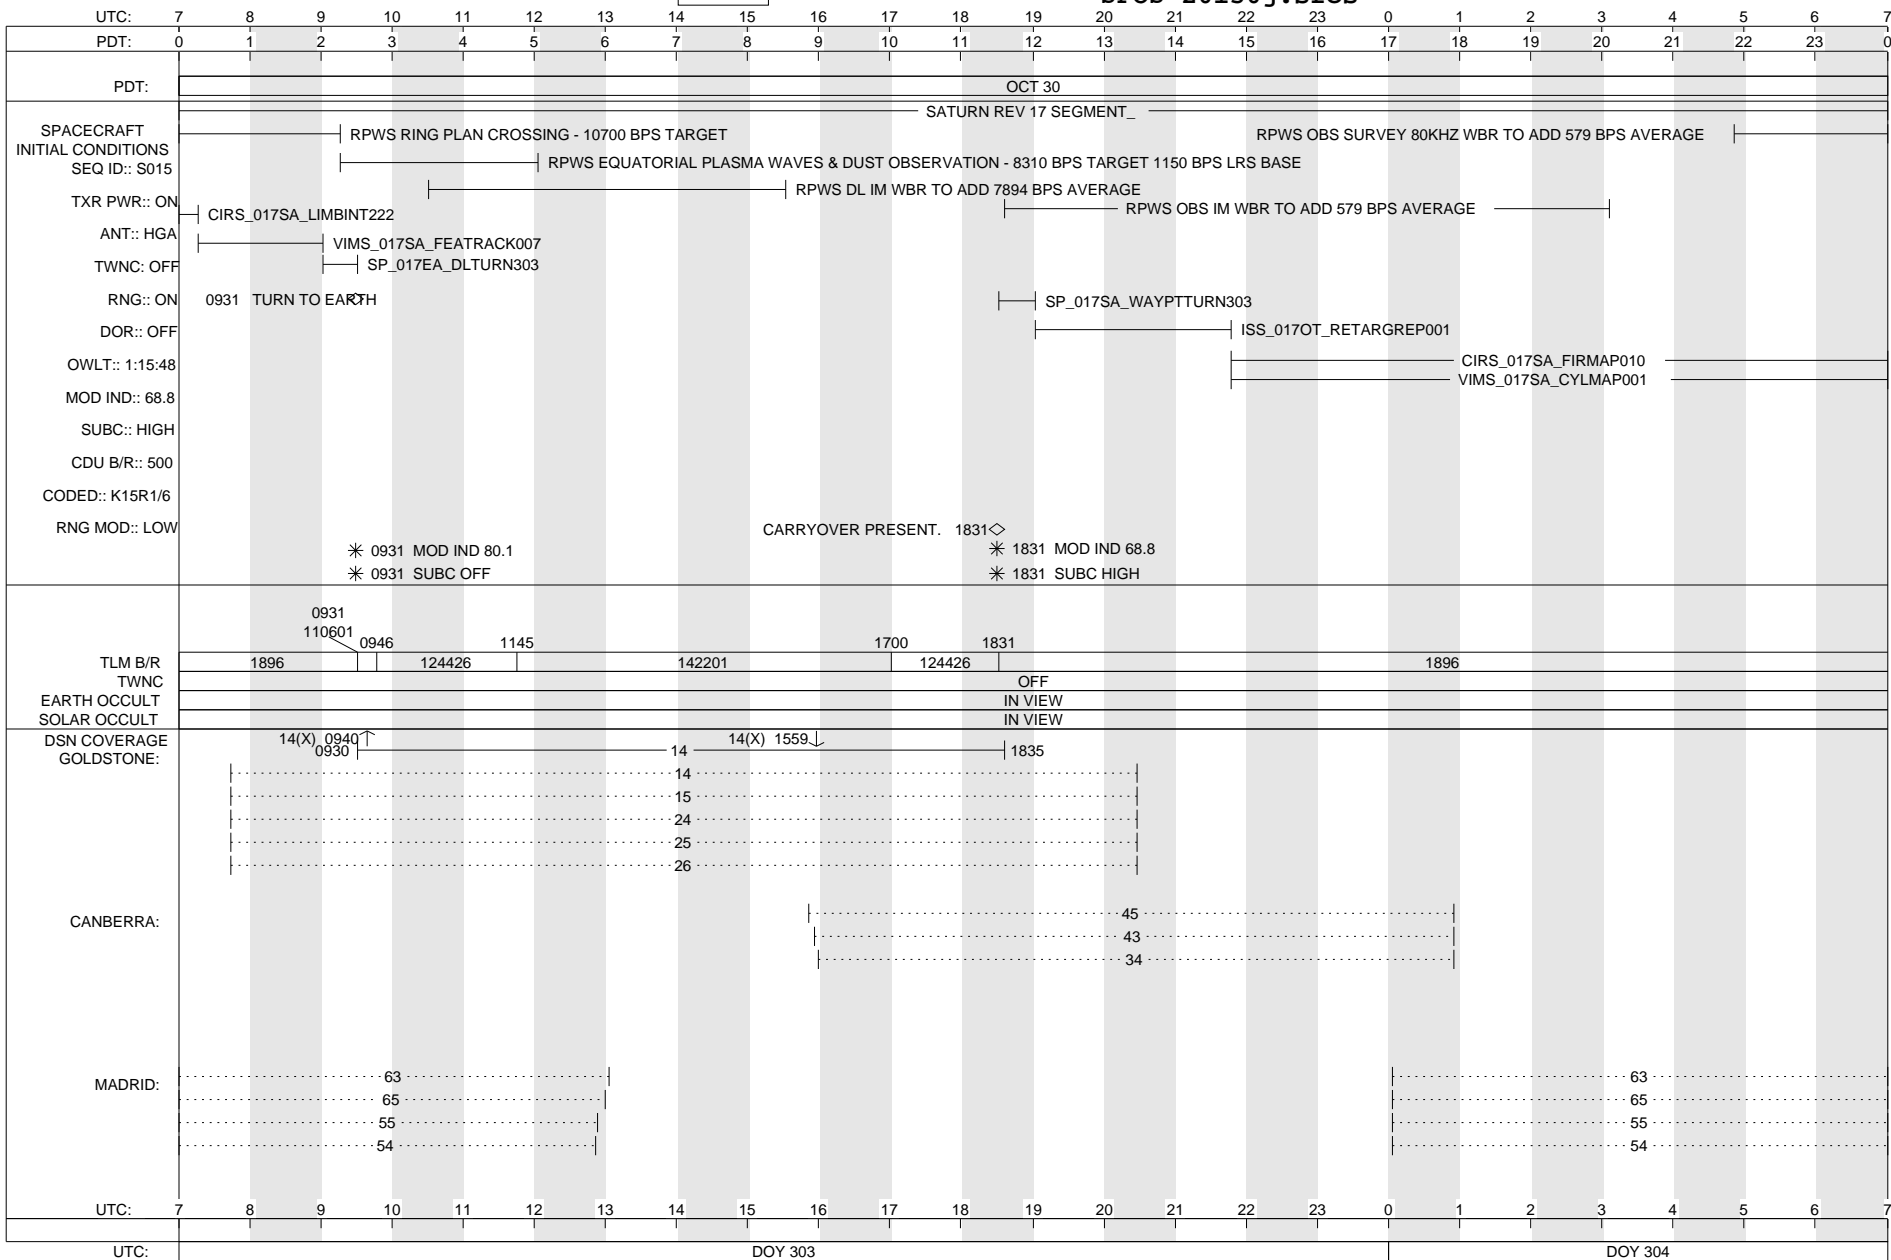 UTC: 7 8 9 10 11 12 13 14 15 16 17 18 19 20 21 22 23 0 1 2 3 4 5 6 7
PDT: 0 1 2 3 4 5 6 7 8 9 10 11 12 13 14 15 16 17 18 19 20 21 22 23 0
PDT: OCT 30
SATURN REV 17 SEGMENT_
SPACECRAFT
INITIAL CONDITIONS
RPWS RING PLAN CROSSING - 10700 BPS TARGET
RPWS OBS SURVEY 80KHZ WBR TO ADD 579 BPS AVERAGE
SEQ ID:: S015
RPWS EQUATORIAL PLASMA WAVES & DUST OBSERVATION - 8310 BPS TARGET 1150 BPS LRS BASE
RPWS DL IM WBR TO ADD 7894 BPS AVERAGE
TXR PWR:: ON
RPWS OBS IM WBR TO ADD 579 BPS AVERAGE
CIRS_017SA_LIMBINT222
ANT:: HGA
VIMS_017SA_FEATRACK007
TWNC: OFF
SP_017EA_DLTURN303
RNG:: ON
0931 TURN TO EARTH
SP_017SA_WAYPTTURN303
DOR:: OFF
ISS_017OT_RETARGREP001
OWLT:: 1:15:48
CIRS_017SA_FIRMAP010
VIMS_017SA_CYLMAP001
MOD IND:: 68.8
SUBC:: HIGH
CDU B/R:: 500
CODED:: K15R1/6
RNG MOD:: LOW
CARRYOVER PRESENT. 1831
0931 MOD IND 80.1
1831 MOD IND 68.8
0931 SUBC OFF
1831 SUBC HIGH
0931
110601
0946 1145 1700 1831
TLM B/R 1896 124426 142201 124426 1896
TWNC OFF
EARTH OCCULT IN VIEW
SOLAR OCCULT IN VIEW
DSN COVERAGE
14(X) 0940 14(X) 1559
GOLDSTONE: 0930 14 1835
14
15
24
25
26
CANBERRA:
45
43
34
MADRID:
63 63
65 65
55 55
54 54
UTC: 7 8 9 10 11 12 13 14 15 16 17 18 19 20 21 22 23 0 1 2 3 4 5 6 7
UTC: DOY 303 DOY 304